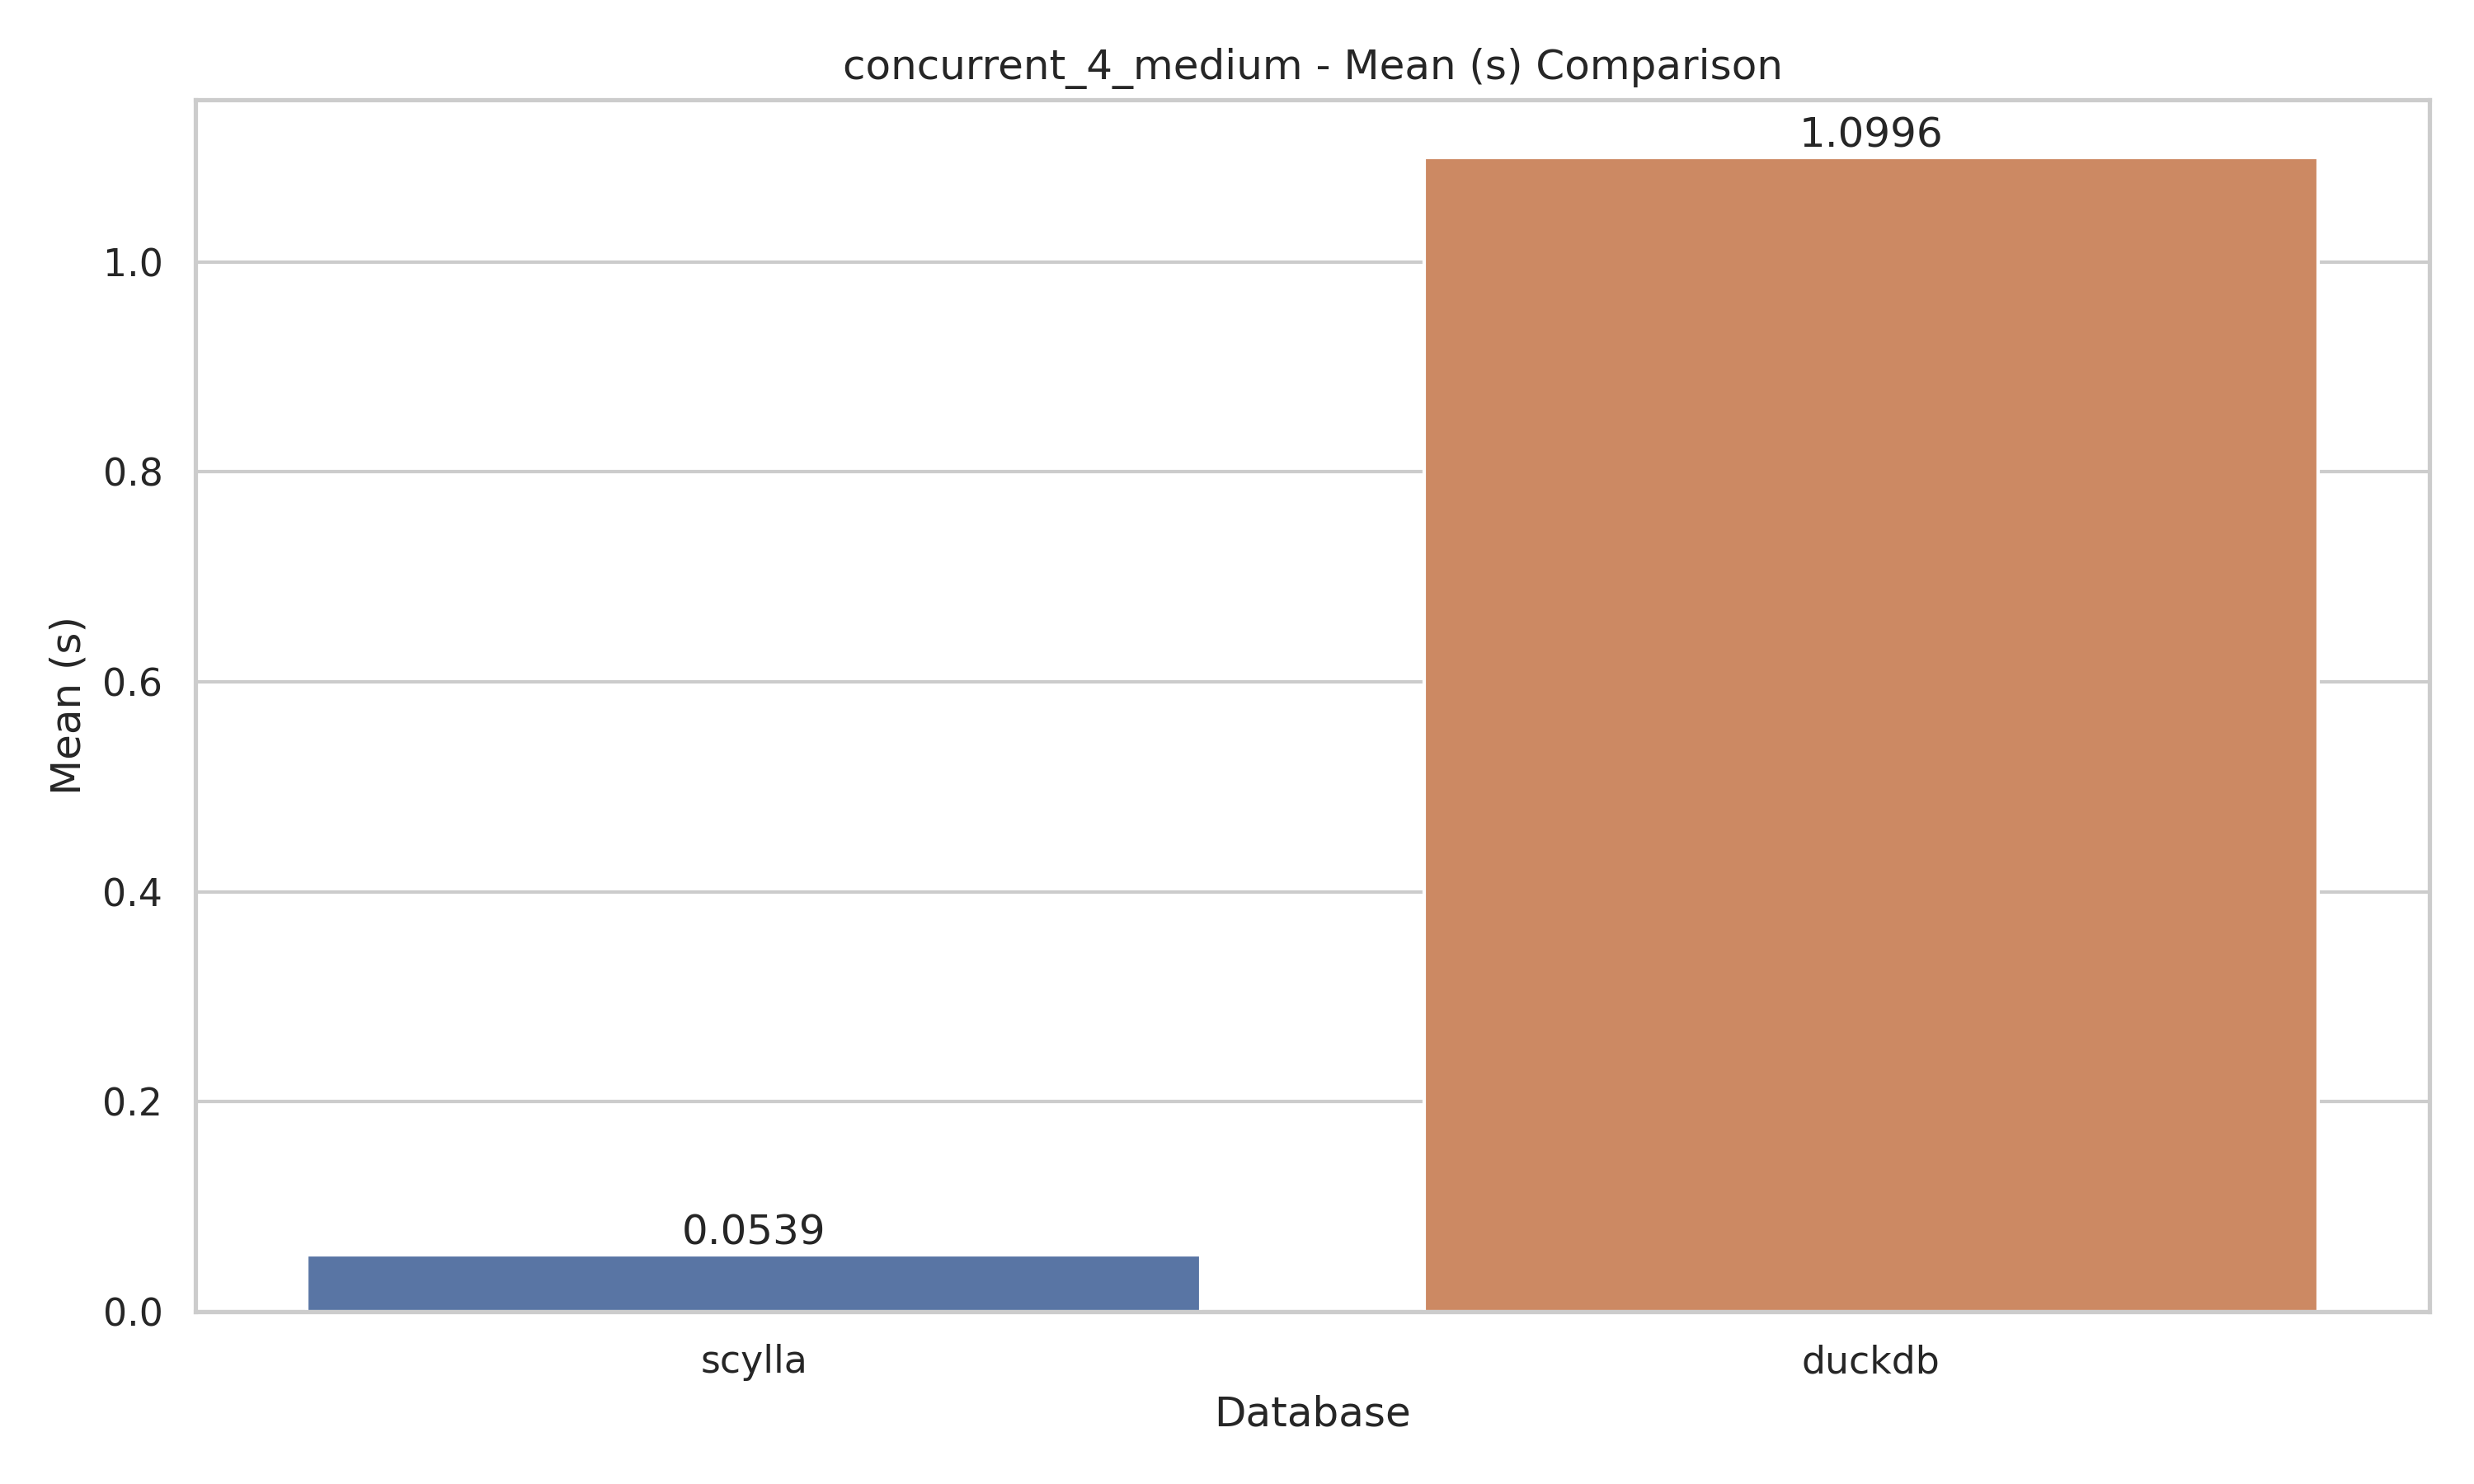 concurrent_4_medium - Mean (s) Comparison
1.0996
1.0
0.8
0.6
0.4
0.2
0.0
Mean (s)
0.0539
scylla
duckdb
Database